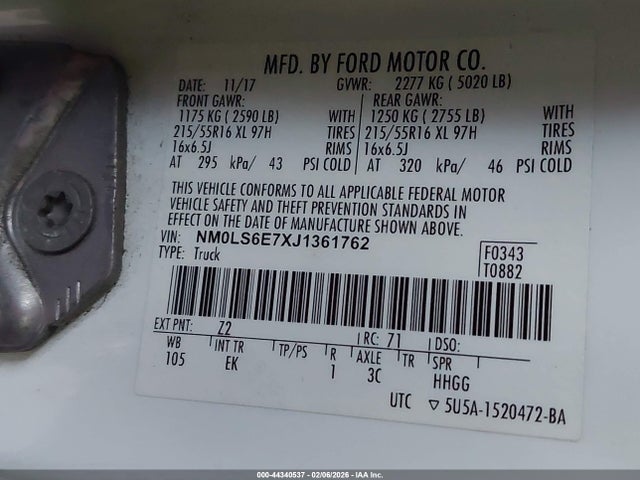 MFD. BY FORD MOTOR CO.
DATE: 11/17 GVWR: 2277 KG ( 5020 LB)
FRONT GAWR: REAR GAWR:
1175 KG ( 2590 LB) WITH 1250 KG ( 2755 LB) WITH
215/55R16 XL 97H TIRES 215/55R16 XL 97H TIRES
16x6.5J RIMS 16x6.5J RIMS
AT 295 kPa/ 43 PSI COLD AT 320 kPa/ 46 PSI COLD
THIS VEHICLE CONFORMS TO ALL APPLICABLE FEDERAL MOTOR
VEHICLE SAFETY AND THEFT PREVENTION STANDARDS IN
EFFECT ON THE DATE OF MANUFACTURE SHOWN ABOVE.
VIN: NM0LS6E7XJ1361762
TYPE: Truck
F0343
T0882
EXT PNT: Z2 RC: 71 DSO:
WB INT TR TP/PS R AXLE TR SPR
105 EK 1 3C HHGG
UTC ▽ 5U5A-1520472-BA
000-44340537 - 02/06/2026 - IAA Inc.